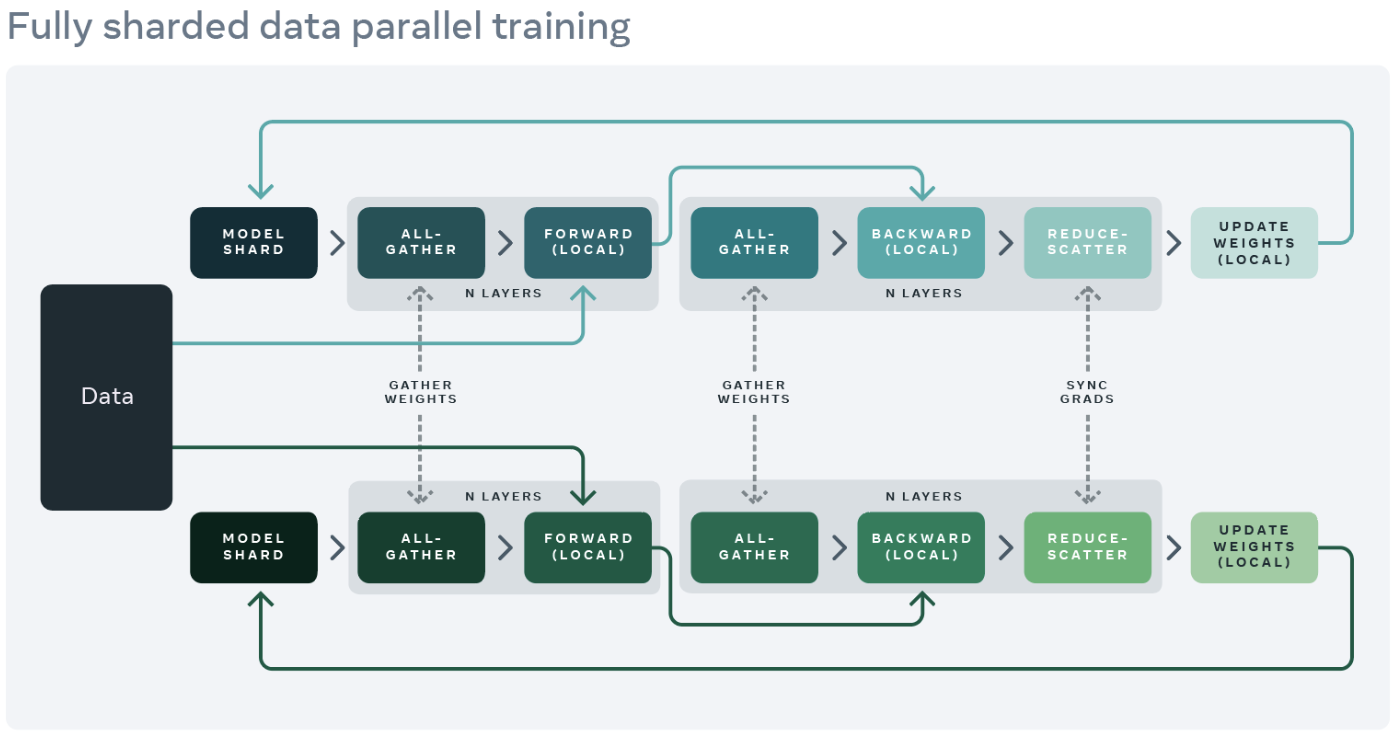 Fully sharded data parallel training
MODEL
SHARD
ALL-
GATHER
FORWARD
(LOCAL)
N LAYERS
ALL-
GATHER
BACKWARD
(LOCAL)
REDUCE-
SCATTER
N LAYERS
UPDATE
WEIGHTS
(LOCAL)
Data
GATHER
WEIGHTS
GATHER
WEIGHTS
SYNC
GRADS
MODEL
SHARD
N LAYERS
ALL-
GATHER
FORWARD
(LOCAL)
N LAYERS
ALL-
GATHER
BACKWARD
(LOCAL)
REDUCE-
SCATTER
UPDATE
WEIGHTS
(LOCAL)